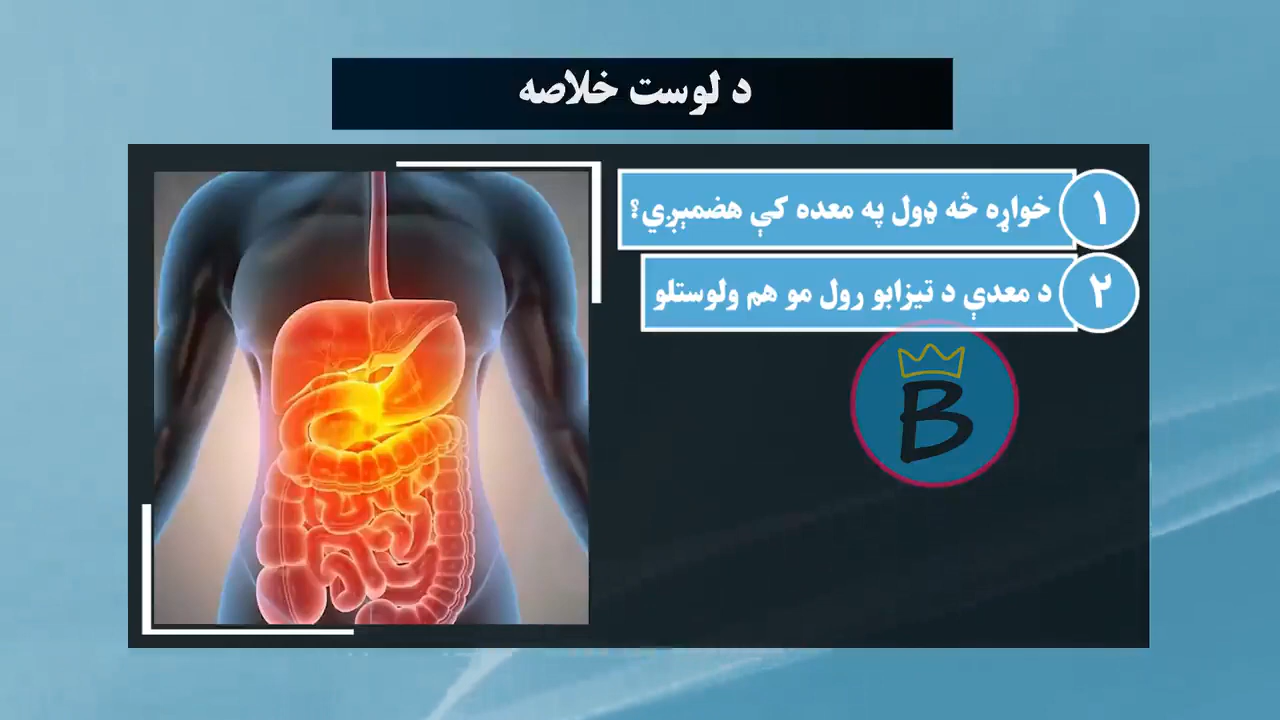 د لوست خلاصه
۱
خواړه څه ډول په معده کې هضمېږي؟
۲
د معدې د تیزابو رول مو هم ولوستلو
B